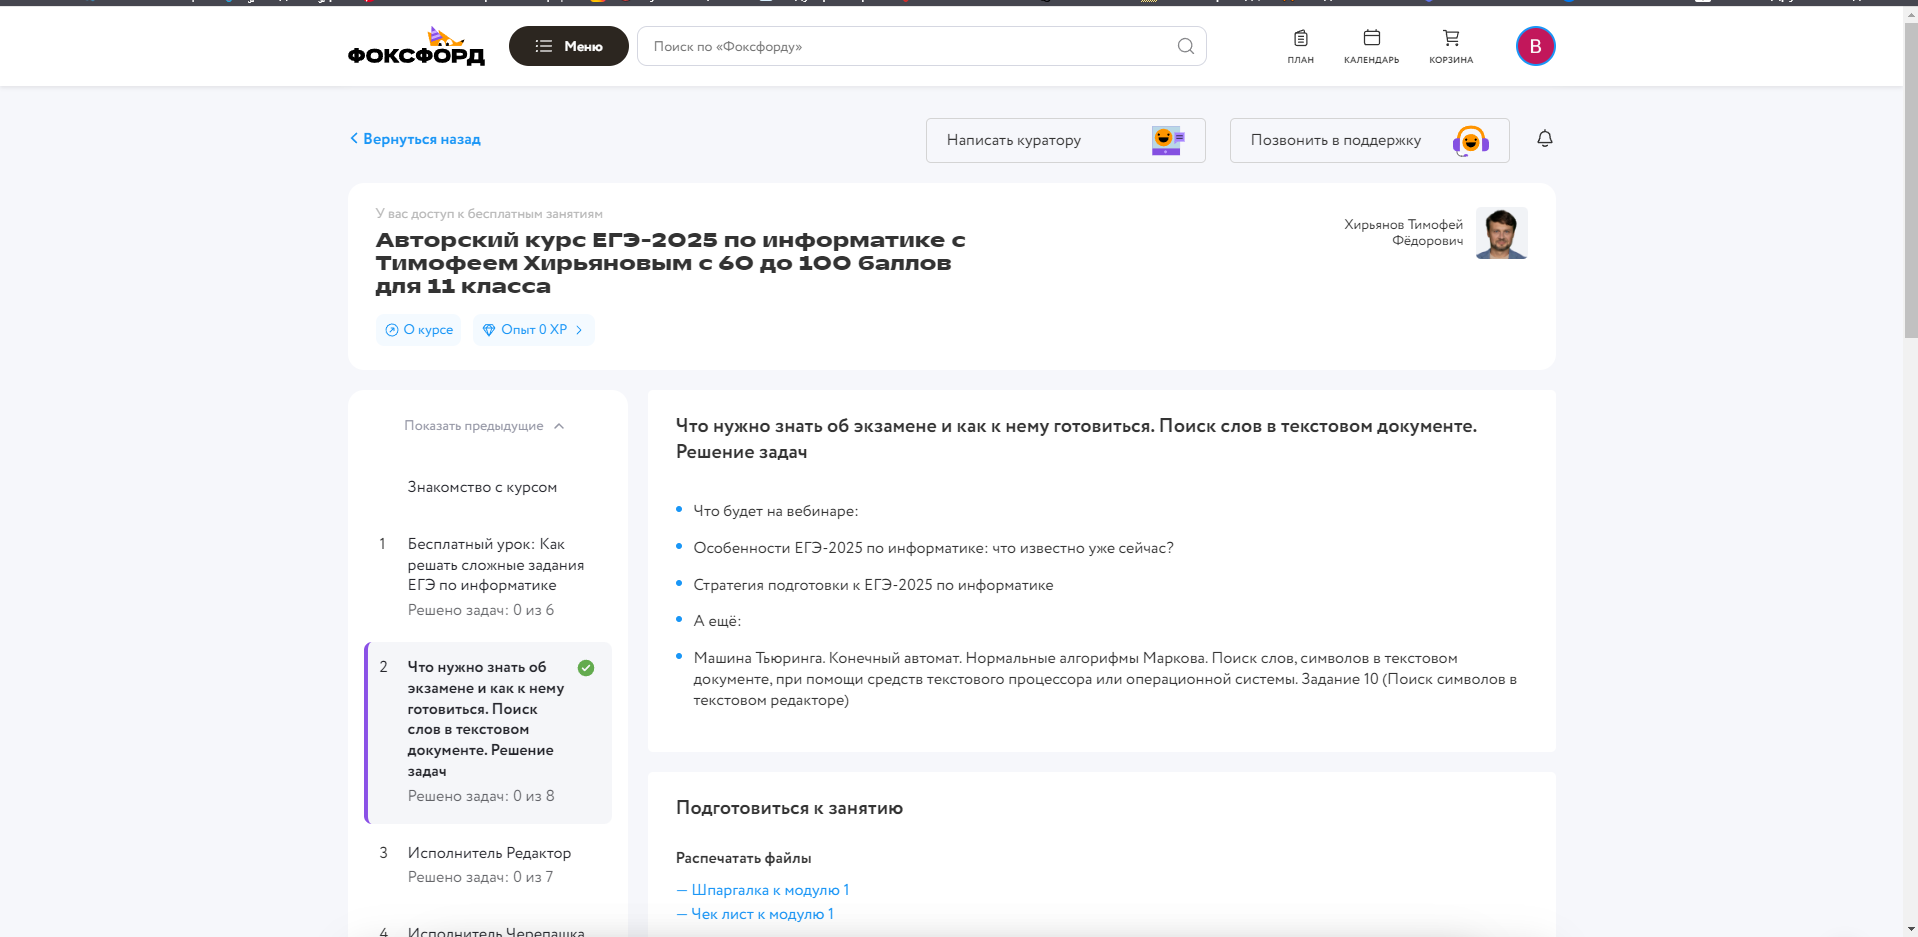 ФОКСФОРД
Меню
Поиск по «Фоксфорду»
ПЛАН
КАЛЕНДАРЬ
КОРЗИНА
В
Вернуться назад
Написать куратору
Позвонить в поддержку
У вас доступ к бесплатным занятиям
Авторский курс ЕГЭ-2025 по информатике с
Тимофеем Хирьяновым с 60 до 100 баллов
для 11 класса
Хирьянов Тимофей
Фёдорович
О курсе
Опыт 0 XP
Показать предыдущие
Знакомство с курсом
1 Бесплатный урок: Как
решать сложные задания
ЕГЭ по информатике
Решено задач: 0 из 6
2 Что нужно знать об
экзамене и как к нему
готовиться. Поиск
слов в текстовом
документе. Решение
задач
Решено задач: 0 из 8
3 Исполнитель Редактор
Решено задач: 0 из 7
4 Исполнитель Черепашка
Что нужно знать об экзамене и как к нему готовиться. Поиск слов в текстовом документе.
Решение задач
Что будет на вебинаре:
Особенности ЕГЭ-2025 по информатике: что известно уже сейчас?
Стратегия подготовки к ЕГЭ-2025 по информатике
А ещё:
Машина Тьюринга. Конечный автомат. Нормальные алгорифмы Маркова. Поиск слов, символов в текстовом
документе, при помощи средств текстового процессора или операционной системы. Задание 10 (Поиск символов в
текстовом редакторе)
Подготовиться к занятию
Распечатать файлы
— Шпаргалка к модулю 1
— Чек лист к модулю 1